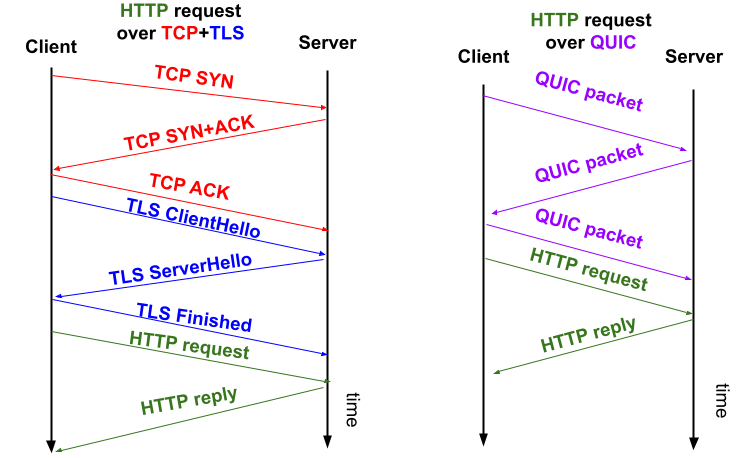 HTTP request
over TCP+TLS
Client
Server
TCP SYN
TCP SYN+ACK
TCP ACK
TLS ClientHello
TLS ServerHello
TLS Finished
HTTP request
HTTP reply
time
HTTP request
over QUIC
Client
Server
QUIC packet
QUIC packet
QUIC packet
HTTP request
HTTP reply
time